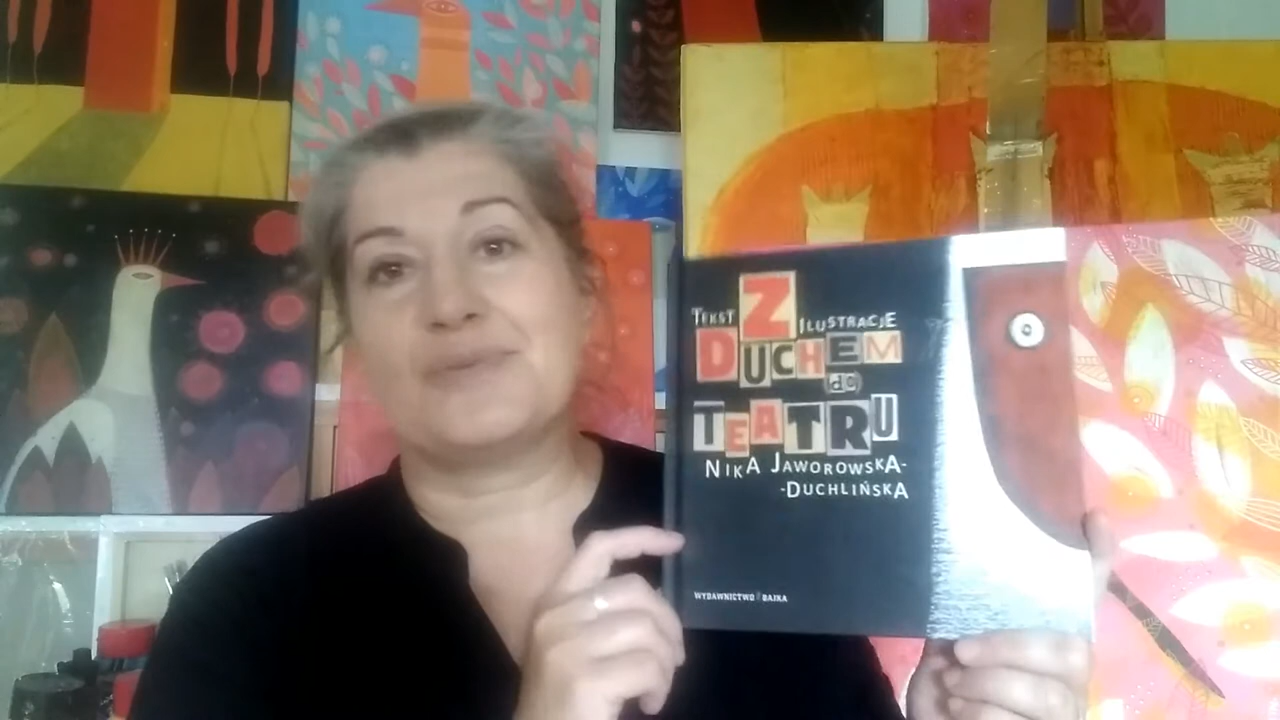 TEKST Z ILUSTRACJE
DUCHEM
(do)
TEATRU
NIKA JAWOROWSKA-
-DUCHLIŃSKA
WYDAWNICTWO BAJKA